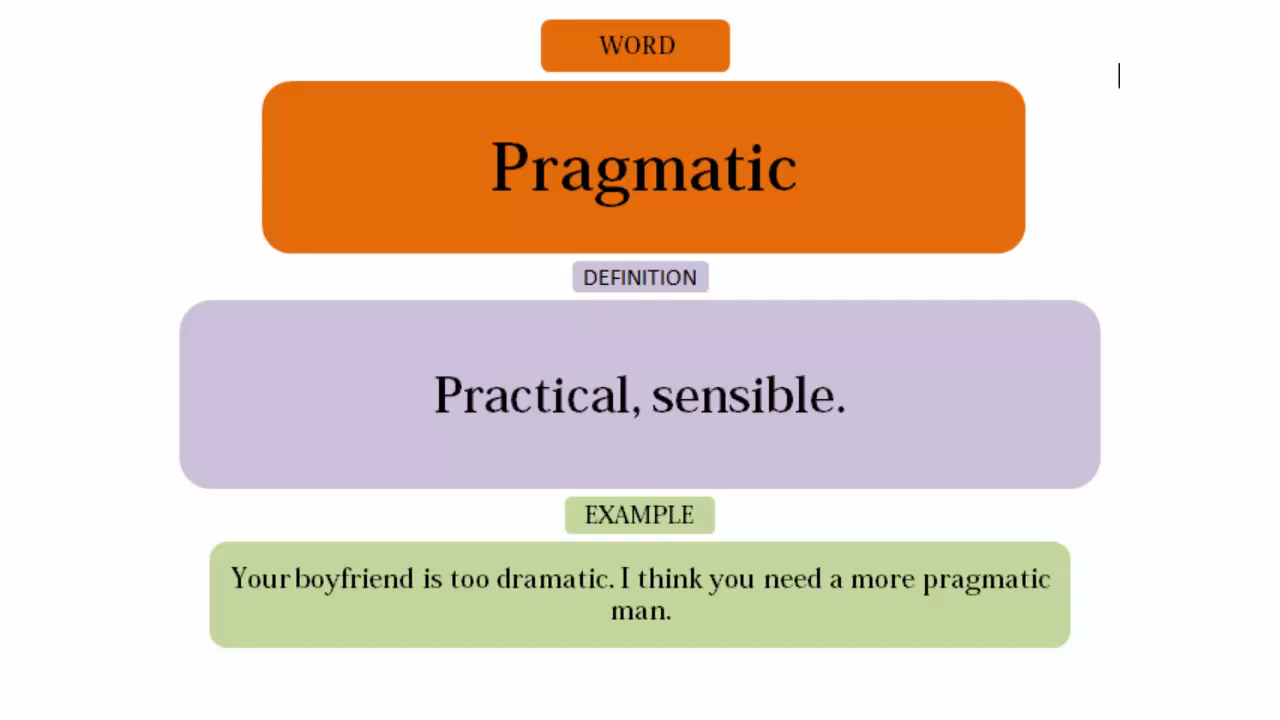 WORD
Pragmatic
DEFINITION
Practical, sensible.
EXAMPLE
Your boyfriend is too dramatic. I think you need a more pragmatic
man.